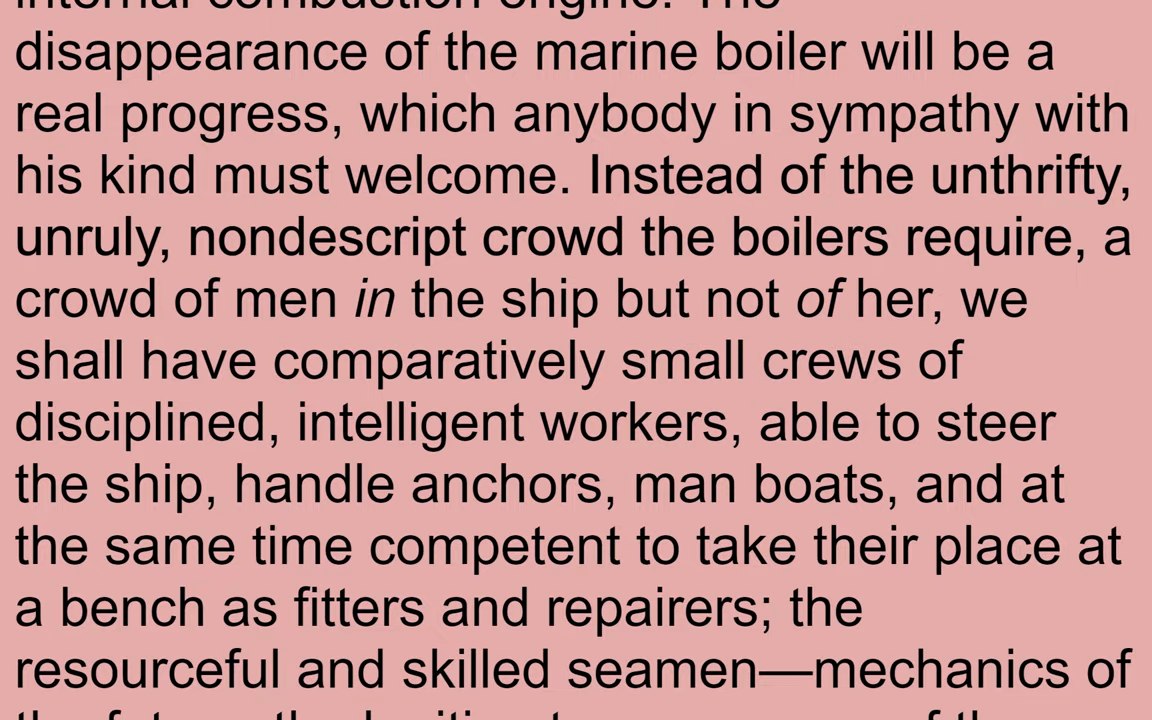 internal combustion engine. The
disappearance of the marine boiler will be a
real progress, which anybody in sympathy with
his kind must welcome. Instead of the unthrifty,
unruly, nondescript crowd the boilers require, a
crowd of men in the ship but not of her, we
shall have comparatively small crews of
disciplined, intelligent workers, able to steer
the ship, handle anchors, man boats, and at
the same time competent to take their place at
a bench as fitters and repairers; the
resourceful and skilled seamen—mechanics of